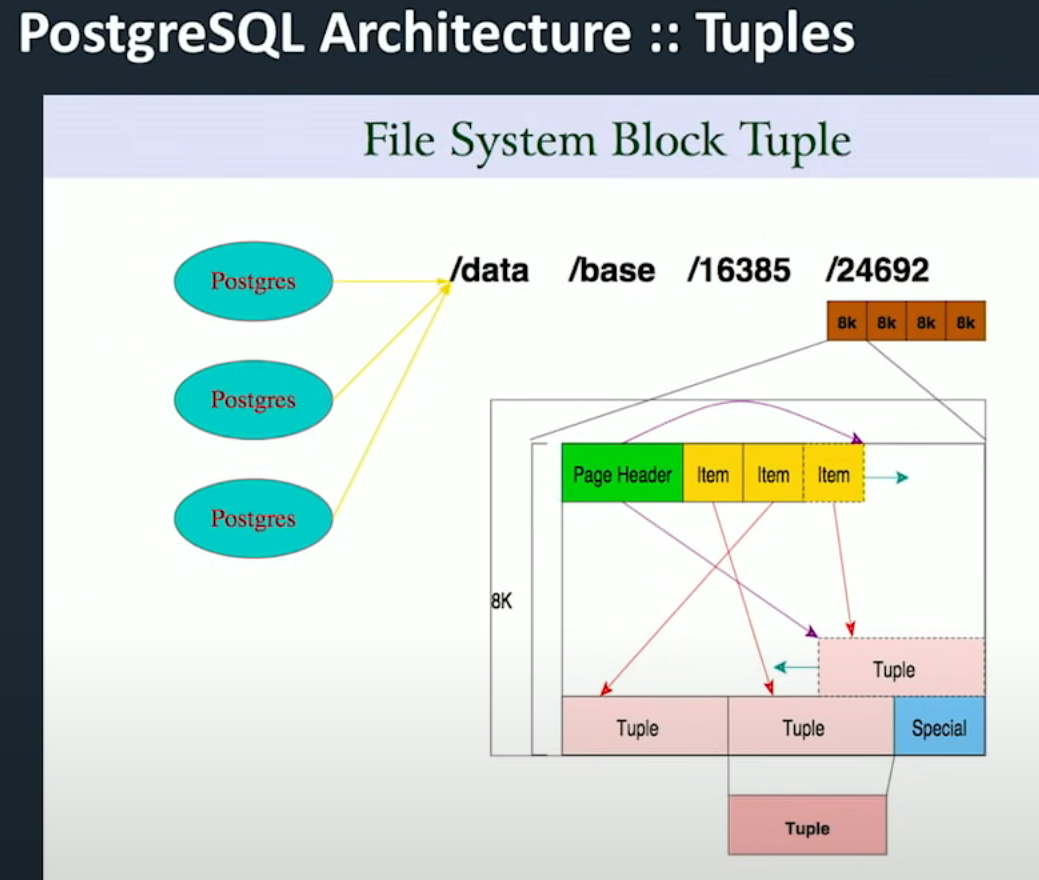 PostgreSQL Architecture :: Tuples
File System Block Tuple
Postgres
Postgres
Postgres
/data /base /16385 /24692
8k 8k 8k 8k
Page Header Item Item Item
8K
Tuple
Tuple Tuple Special
Tuple